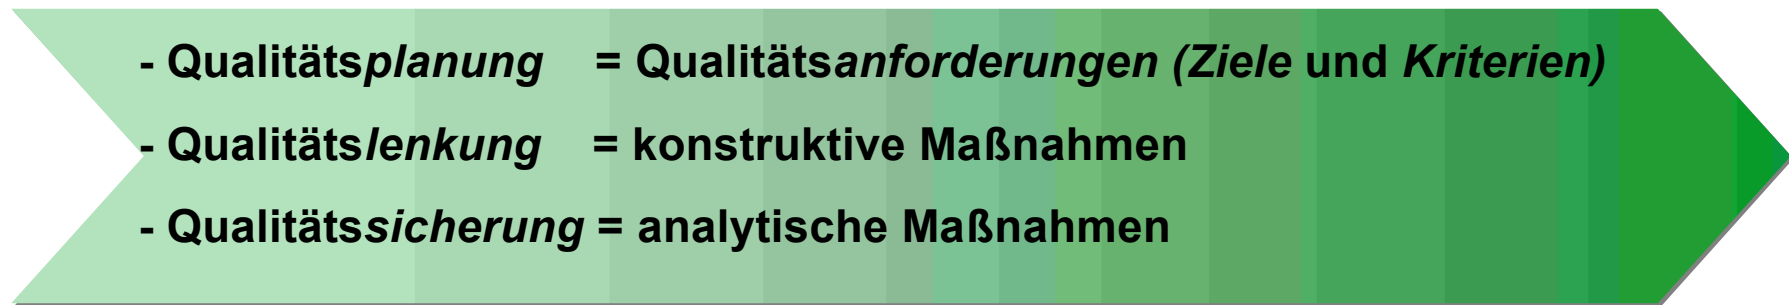 - Qualitätsplanung = Qualitätsanforderungen (Ziele und Kriterien)
- Qualitätslenkung = konstruktive Maßnahmen
- Qualitätssicherung = analytische Maßnahmen